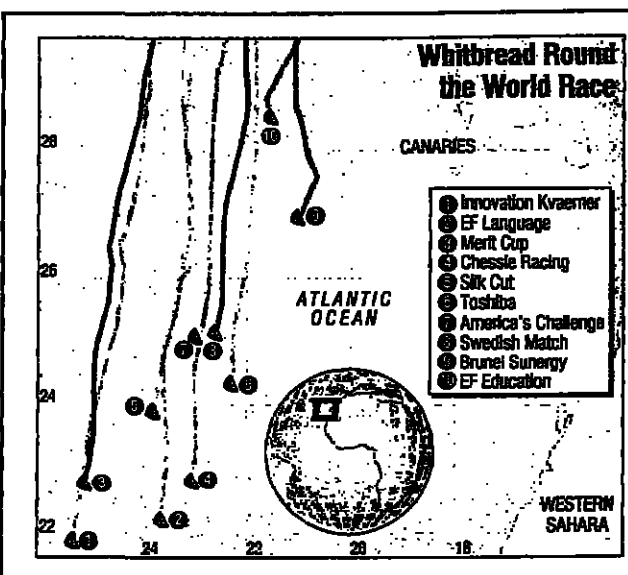 Whitbread Round
the World Race
28
CANARIES
Innovation Kvaerner
EF Language
Merit Cup
Chessie Racing
Silk Cut
Toshiba
America's Challenge
Swedish Match
Brunel Sunergy
EF Education
26
ATLANTIC
OCEAN
24
22
WESTERN
SAHARA
24
22
20
18